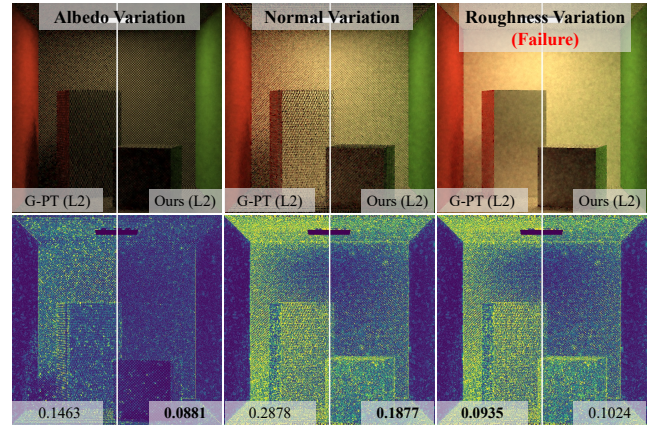 Albedo Variation
Normal Variation
Roughness Variation
(Failure)
G-PT (L2)
Ours (L2)
G-PT (L2)
Ours (L2)
G-PT (L2)
Ours (L2)
0.1463
0.0881
0.2878
0.1877
0.0935
0.1024